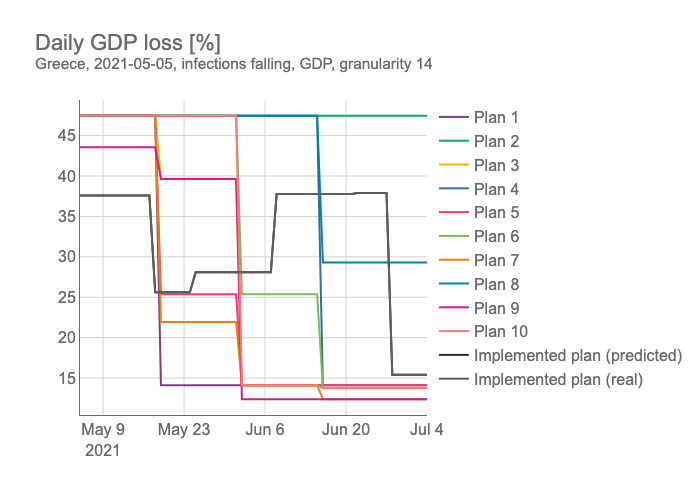 Daily GDP loss [%]
Greece, 2021-05-05, infections falling, GDP, granularity 14
45
40
35
30
25
20
15
May 9
2021
May 23
Jun 6
Jun 20
Jul 4
Plan 1
Plan 2
Plan 3
Plan 4
Plan 5
Plan 6
Plan 7
Plan 8
Plan 9
Plan 10
Implemented plan (predicted)
Implemented plan (real)